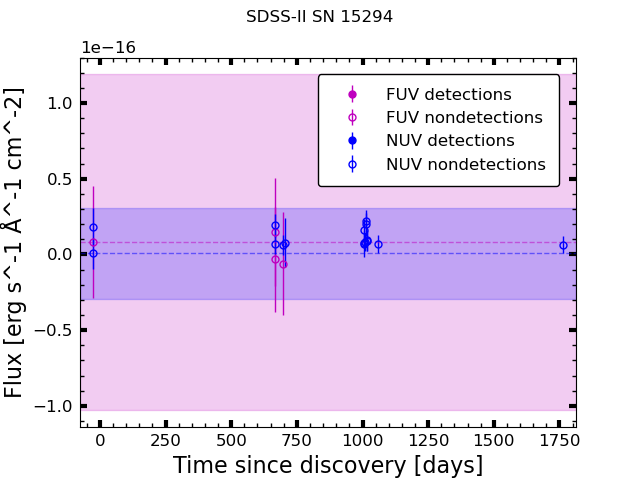 SDSS-II SN 15294
1e−16
FUV detections
FUV nondetections
NUV detections
NUV nondetections
1.0
0.5
0.0
−0.5
−1.0
Flux [erg s^-1 Å^-1 cm^-2]
0 250 500 750 1000 1250 1500 1750
Time since discovery [days]